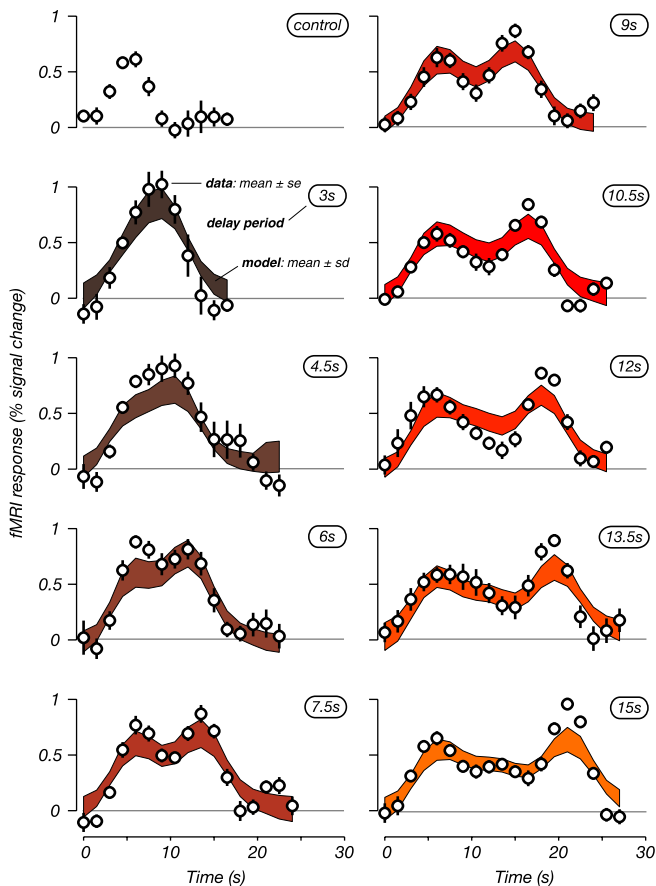 fMRI response (% signal change)
1
0.5
0
control
1
0.5
0
3s
data: mean ± se
delay period
model: mean ± sd
1
0.5
0
4.5s
1
0.5
0
6s
1
0.5
0
7.5s
0
10
20
30
Time (s)
9s
10.5s
12s
13.5s
15s
0
10
20
30
Time (s)